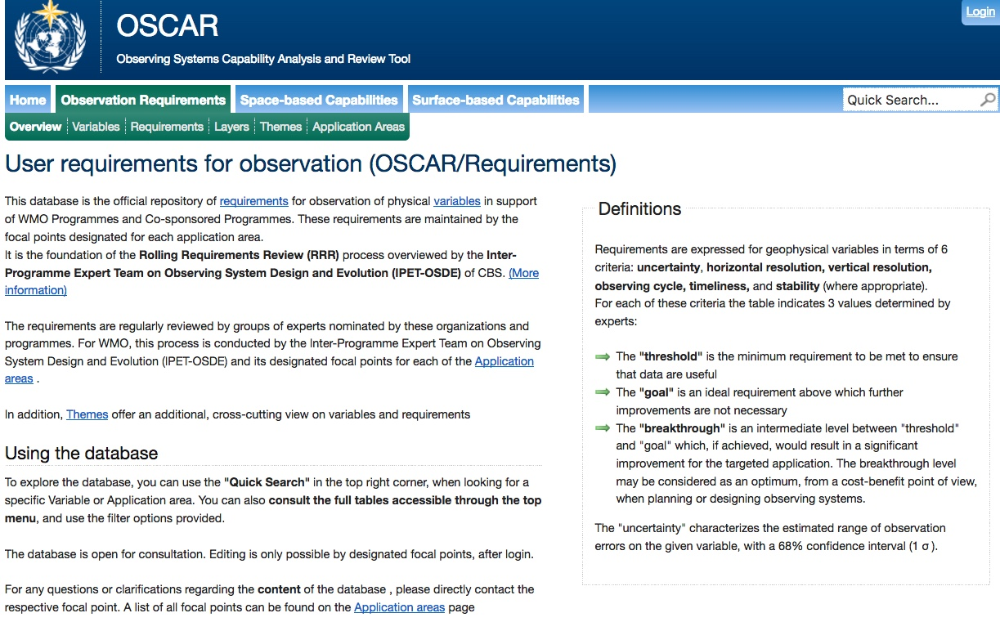 OSCAR
Observing Systems Capability Analysis and Review Tool
Login
Home
Observation Requirements
Space-based Capabilities
Surface-based Capabilities
Quick Search...
Overview
Variables
Requirements
Layers
Themes
Application Areas
User requirements for observation (OSCAR/Requirements)
This database is the official repository of requirements for observation of physical variables in support
of WMO Programmes and Co-sponsored Programmes. These requirements are maintained by the
focal points designated for each application area.
It is the foundation of the Rolling Requirements Review (RRR) process overviewed by the Inter-
Programme Expert Team on Observing System Design and Evolution (IPET-OSDE) of CBS. (More
information)
The requirements are regularly reviewed by groups of experts nominated by these organizations and
programmes. For WMO, this process is conducted by the Inter-Programme Expert Team on Observing
System Design and Evolution (IPET-OSDE) and its designated focal points for each of the Application
areas .
In addition, Themes offer an additional, cross-cutting view on variables and requirements
Using the database
To explore the database, you can use the "Quick Search" in the top right corner, when looking for a
specific Variable or Application area. You can also consult the full tables accessible through the top
menu, and use the filter options provided.
The database is open for consultation. Editing is only possible by designated focal points, after login.
For any questions or clarifications regarding the content of the database , please directly contact the
respective focal point. A list of all focal points can be found on the Application areas page
Definitions
Requirements are expressed for geophysical variables in terms of 6
criteria: uncertainty, horizontal resolution, vertical resolution,
observing cycle, timeliness, and stability (where appropriate).
For each of these criteria the table indicates 3 values determined by
experts:
The "threshold" is the minimum requirement to be met to ensure
that data are useful
The "goal" is an ideal requirement above which further
improvements are not necessary
The "breakthrough" is an intermediate level between "threshold"
and "goal" which, if achieved, would result in a significant
improvement for the targeted application. The breakthrough level
may be considered as an optimum, from a cost-benefit point of view,
when planning or designing observing systems.
The "uncertainty" characterizes the estimated range of observation
errors on the given variable, with a 68% confidence interval (1 σ ).